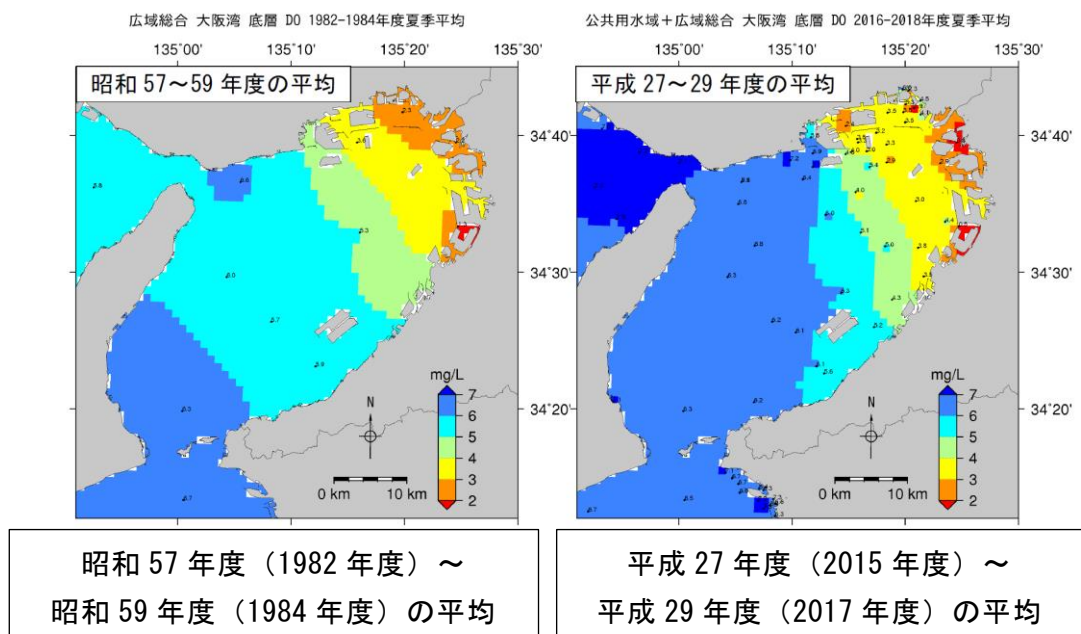 広域総合 大阪湾 底層 DO 1982-1984年度夏季平均
135°00' 135°10' 135°20' 135°30'
昭和 57～59 年度の平均
34°40'
34°30'
34°20'
mg/L
7
6
5
4
3
2
N
0 km 10 km
公共用水域＋広域総合 大阪湾 底層 DO 2016-2018年度夏季平均
135°00' 135°10' 135°20' 135°30'
平成 27～29 年度の平均
34°40'
34°30'
34°20'
mg/L
7
6
5
4
3
2
N
0 km 10 km
昭和 57 年度（1982 年度）～
昭和 59 年度（1984 年度）の平均
平成 27 年度（2015 年度）～
平成 29 年度（2017 年度）の平均